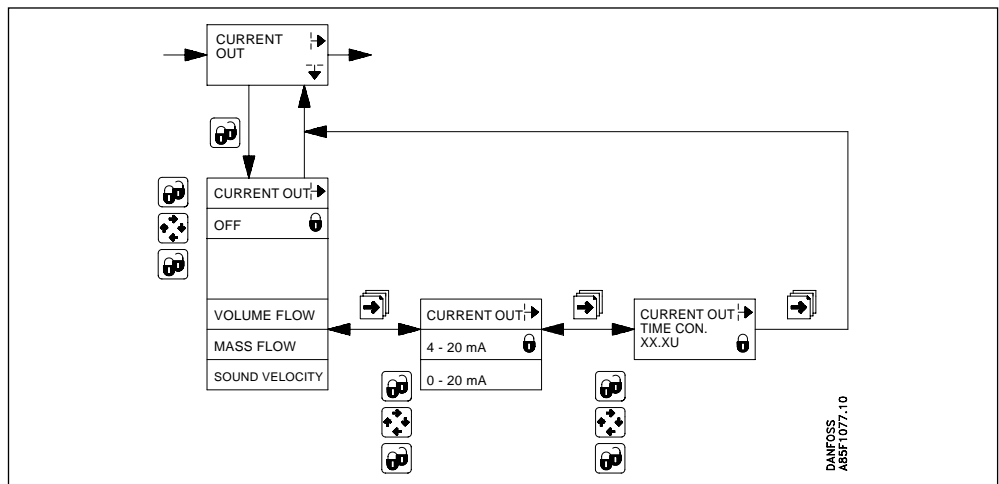 CURRENT
OUT
CURRENT OUT
OFF
VOLUME FLOW
MASS FLOW
SOUND VELOCITY
CURRENT OUT
4 - 20 mA
0 - 20 mA
CURRENT OUT
TIME CON.
XX.XU
DANFOSS
A85F1077.10